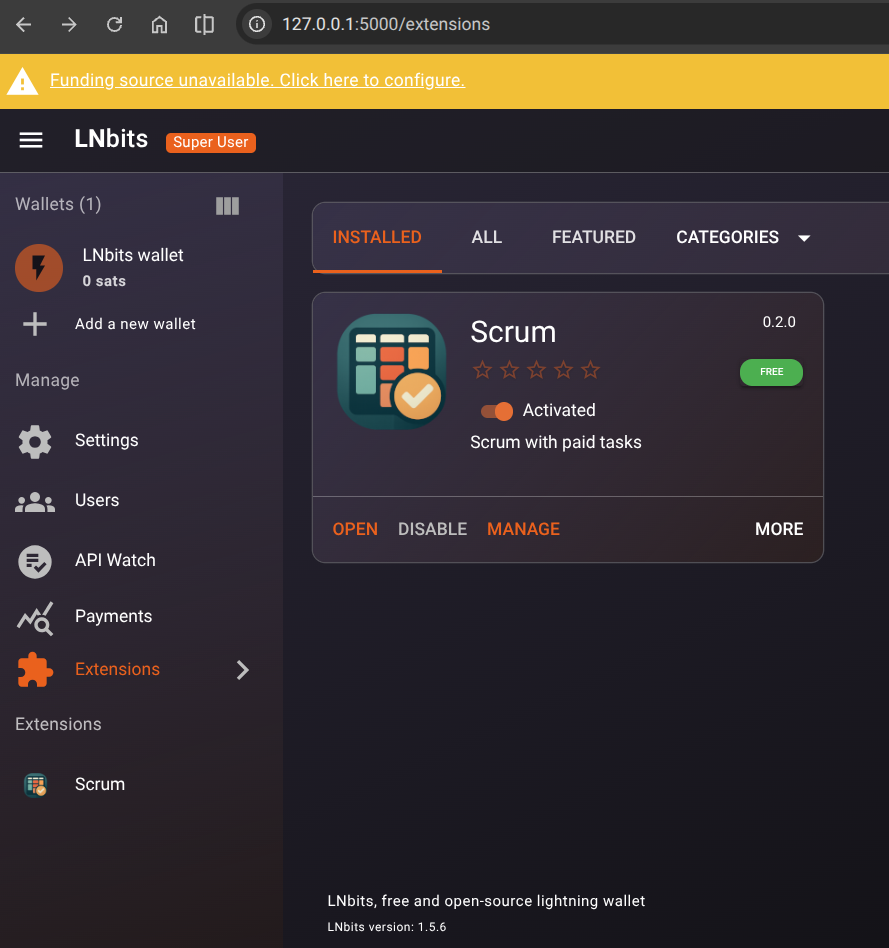 127.0.0.1:5000/extensions
Funding source unavailable. Click here to configure.
LNbits Super User
Wallets (1)
LNbits wallet
0 sats
Add a new wallet
Manage
Settings
Users
API Watch
Payments
Extensions
Extensions
Scrum
INSTALLED ALL FEATURED CATEGORIES
Scrum 0.2.0
FREE
Activated
Scrum with paid tasks
OPEN DISABLE MANAGE MORE
LNbits, free and open-source lightning wallet
LNbits version: 1.5.6